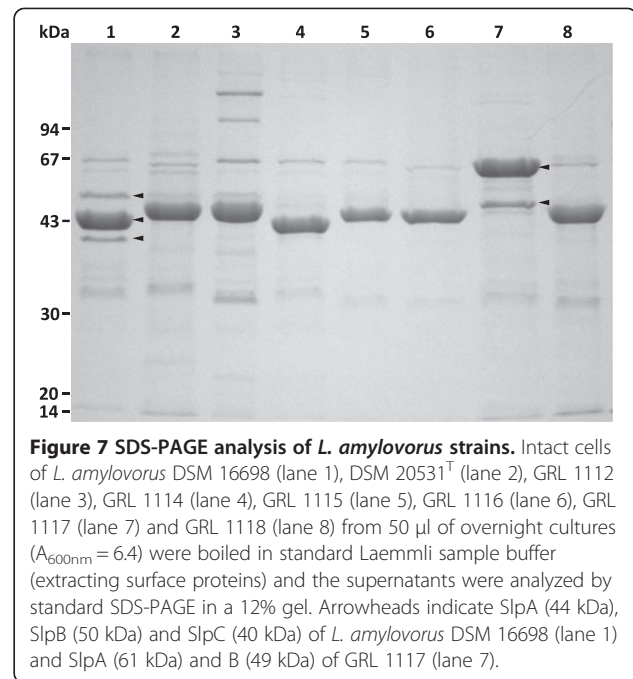 kDa 1 2 3 4 5 6 7 8
94
67
43
30
20
14
Figure 7 SDS-PAGE analysis of L. amylovorus strains. Intact cells
of L. amylovorus DSM 16698 (lane 1), DSM 20531ᵀ (lane 2), GRL 1112
(lane 3), GRL 1114 (lane 4), GRL 1115 (lane 5), GRL 1116 (lane 6), GRL
1117 (lane 7) and GRL 1118 (lane 8) from 50 μl of overnight cultures
(A600nm = 6.4) were boiled in standard Laemmli sample buffer
(extracting surface proteins) and the supernatants were analyzed by
standard SDS-PAGE in a 12% gel. Arrowheads indicate SlpA (44 kDa),
SlpB (50 kDa) and SlpC (40 kDa) of L. amylovorus DSM 16698 (lane 1)
and SlpA (61 kDa) and B (49 kDa) of GRL 1117 (lane 7).